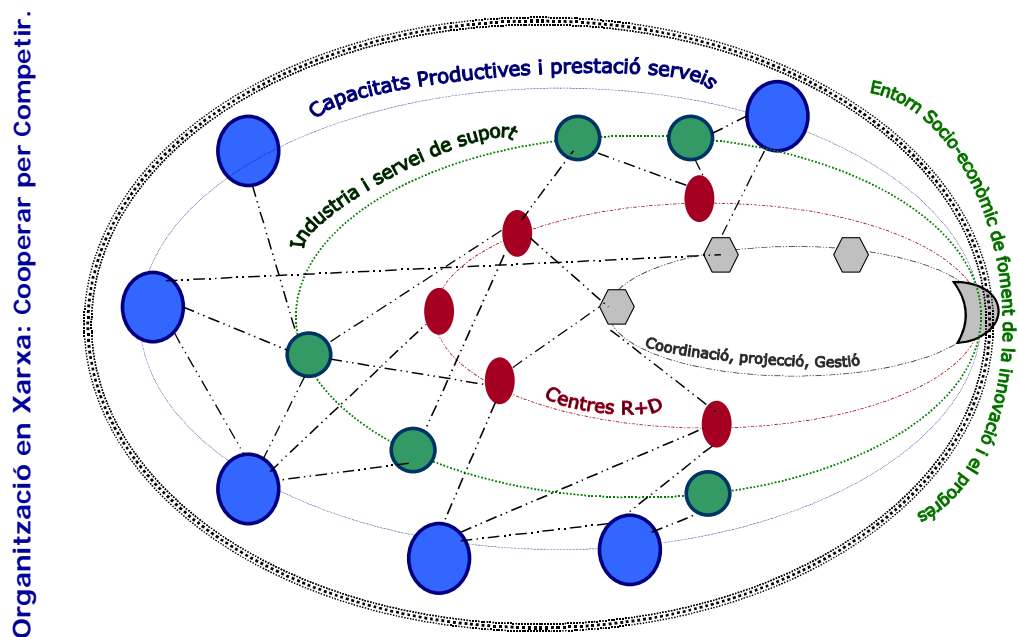 Organització en Xarxa: Cooperar per Competir.
Capacitats Productives i prestació serveis
Entorn Socio-econòmic de foment de la innovació i el progrés
Industria i servei de suport
Coordinació, projecció, Gestió
Centres R+D